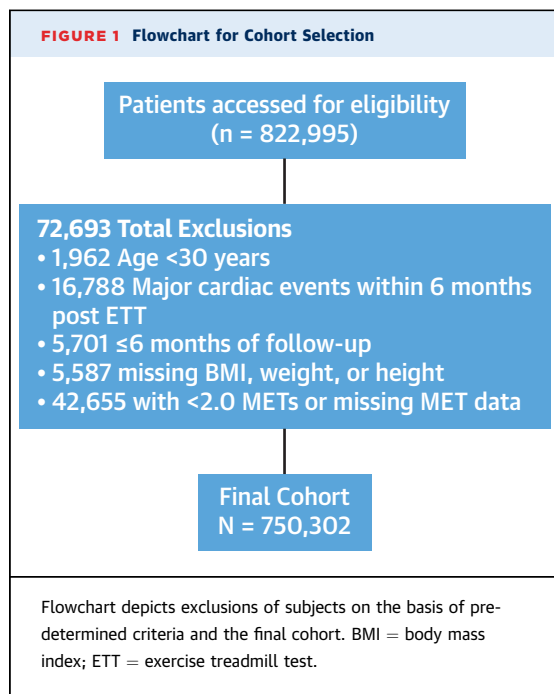 FIGURE 1 Flowchart for Cohort Selection
Patients accessed for eligibility
(n = 822,995)
72,693 Total Exclusions
• 1,962 Age <30 years
• 16,788 Major cardiac events within 6 months
post ETT
• 5,701 ≤6 months of follow-up
• 5,587 missing BMI, weight, or height
• 42,655 with <2.0 METs or missing MET data
Final Cohort
N = 750,302
Flowchart depicts exclusions of subjects on the basis of pre-
determined criteria and the final cohort. BMI = body mass
index; ETT = exercise treadmill test.